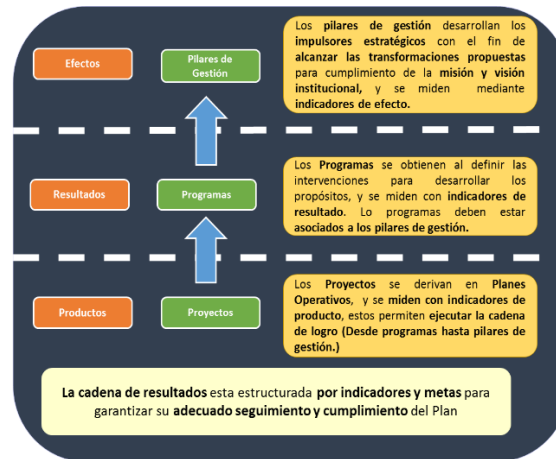 Efectos
Pilares de
Gestión
Los pilares de gestión desarrollan los
impulsores estratégicos con el fin de
alcanzar las transformaciones propuestas
para cumplimiento de la misión y visión
institucional, y se miden mediante
indicadores de efecto.
Resultados
Programas
Los Programas se obtienen al definir las
intervenciones para desarrollar los
propósitos, y se miden con indicadores de
resultado. Lo programas deben estar
asociados a los pilares de gestión.
Productos
Proyectos
Los Proyectos se derivan en Planes
Operativos, y se miden con indicadores de
producto, estos permiten ejecutar la cadena
de logro (Desde programas hasta pilares de
gestión.)
La cadena de resultados esta estructurada por indicadores y metas para
garantizar su adecuado seguimiento y cumplimiento del Plan